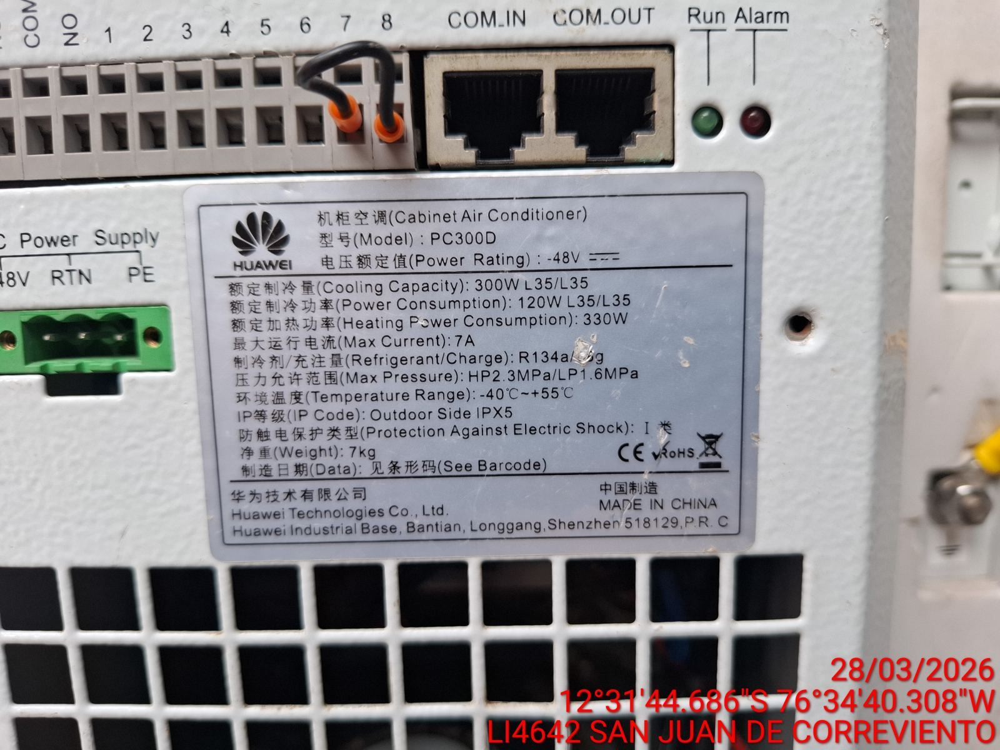 COM NO 1 2 3 4 5 6 7 8 COM_IN COM_OUT Run Alarm
Power Supply
48V RTN PE
HUAWEI
机柜空调(Cabinet Air Conditioner)
型号(Model) : PC300D
电压额定值(Power Rating) : -48V
额定制冷量(Cooling Capacity): 300W L35/L35
额定制冷功率(Power Consumption): 120W L35/L35
额定加热功率(Heating Power Consumption): 330W
最大运行电流(Max Current): 7A
制冷剂/充注量(Refrigerant/Charge): R134a/
压力允许范围(Max Pressure): HP2.3MPa/LP1.6MPa
环境温度(Temperature Range): -40℃~+55℃
IP等级(IP Code): Outdoor Side IPX5
防触电保护类型(Protection Against Electric Shock): I 类
净重(Weight): 7kg
CE RoHS
制造日期(Data): 见条形码(See Barcode)
华为技术有限公司
中国制造
Huawei Technologies Co., Ltd.
MADE IN CHINA
Huawei Industrial Base, Bantian, Longgang,Shenzhen 518129,P.R. C
28/03/2026
12°31'44.686"S 76°34'40.308"W
LI4642 SAN JUAN DE CORREVIENTO